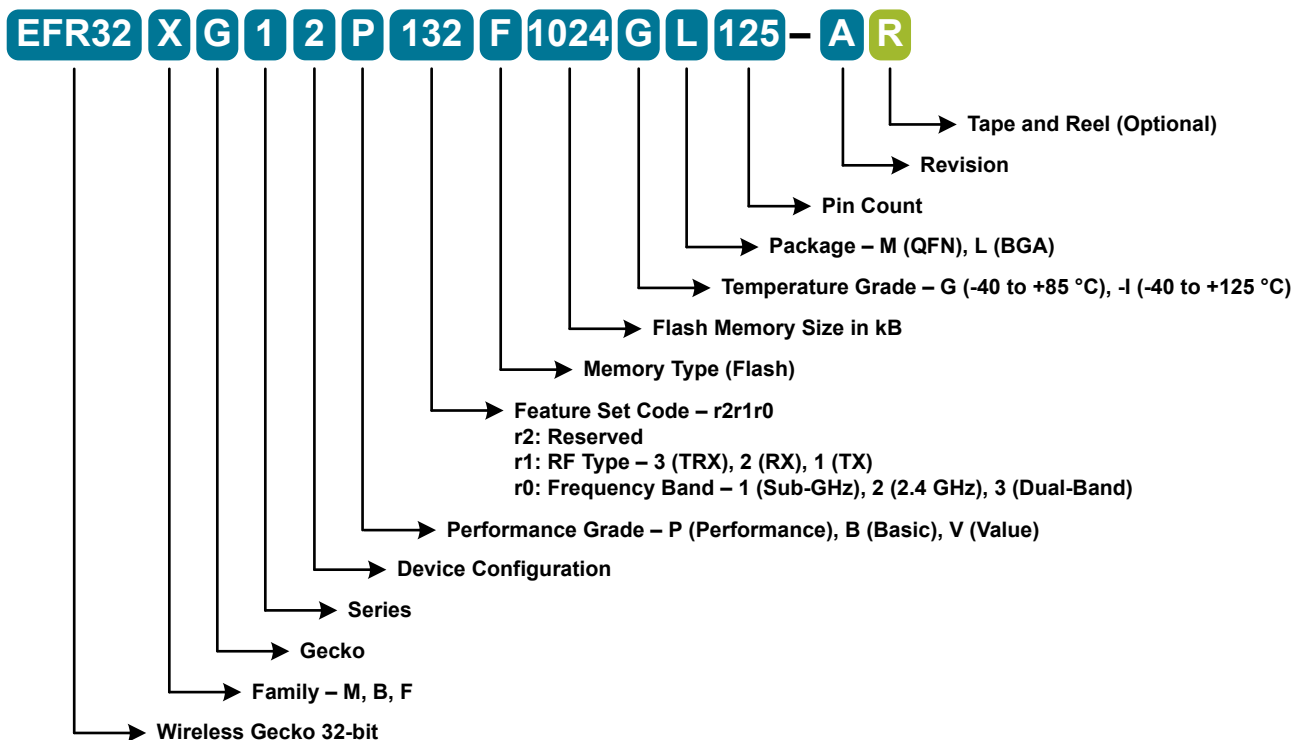 EFR32 X G 1 2 P 132 F 1024 G L 125 – A R
Tape and Reel (Optional)
Revision
Pin Count
Package – M (QFN), L (BGA)
Temperature Grade – G (-40 to +85 °C), -I (-40 to +125 °C)
Flash Memory Size in kB
Memory Type (Flash)
Feature Set Code – r2r1r0
r2: Reserved
r1: RF Type – 3 (TRX), 2 (RX), 1 (TX)
r0: Frequency Band – 1 (Sub-GHz), 2 (2.4 GHz), 3 (Dual-Band)
Performance Grade – P (Performance), B (Basic), V (Value)
Device Configuration
Series
Gecko
Family – M, B, F
Wireless Gecko 32-bit